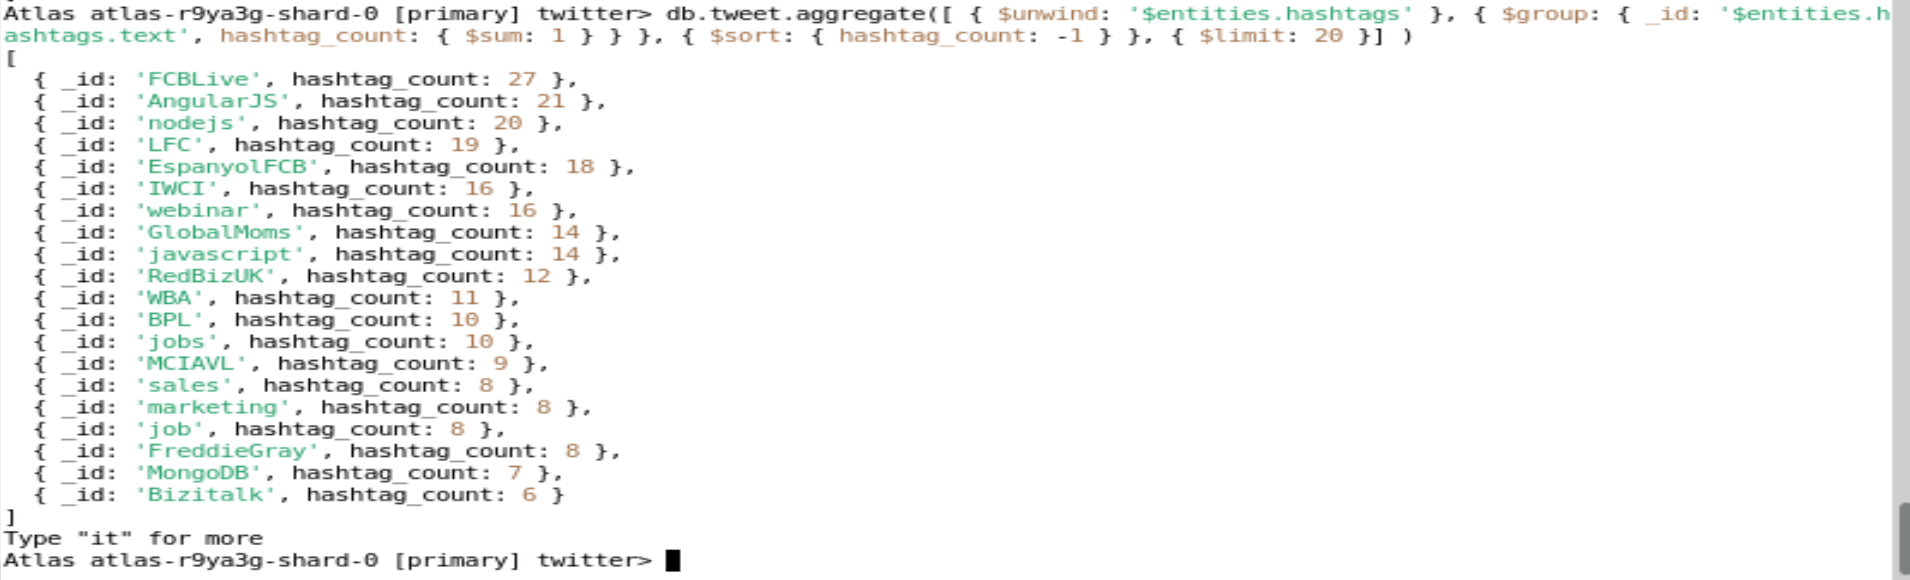 Atlas atlas-r9ya3g-shard-0 [primary] twitter> db.tweet.aggregate([ { $unwind: '$entities.hashtags' }, { $group: { _id: '$entities.h
ashtags.text', hashtag_count: { $sum: 1 } } }, { $sort: { hashtag_count: -1 } }, { $limit: 20 }] )
[
  { _id: 'FCBLive', hashtag_count: 27 },
  { _id: 'AngularJS', hashtag_count: 21 },
  { _id: 'nodejs', hashtag_count: 20 },
  { _id: 'LFC', hashtag_count: 19 },
  { _id: 'EspanyolFCB', hashtag_count: 18 },
  { _id: 'IWCI', hashtag_count: 16 },
  { _id: 'webinar', hashtag_count: 16 },
  { _id: 'GlobalMoms', hashtag_count: 14 },
  { _id: 'javascript', hashtag_count: 14 },
  { _id: 'RedBizUK', hashtag_count: 12 },
  { _id: 'WBA', hashtag_count: 11 },
  { _id: 'BPL', hashtag_count: 10 },
  { _id: 'jobs', hashtag_count: 10 },
  { _id: 'MCIAVL', hashtag_count: 9 },
  { _id: 'sales', hashtag_count: 8 },
  { _id: 'marketing', hashtag_count: 8 },
  { _id: 'job', hashtag_count: 8 },
  { _id: 'FreddieGray', hashtag_count: 8 },
  { _id: 'MongoDB', hashtag_count: 7 },
  { _id: 'Bizitalk', hashtag_count: 6 }
]
Type "it" for more
Atlas atlas-r9ya3g-shard-0 [primary] twitter>